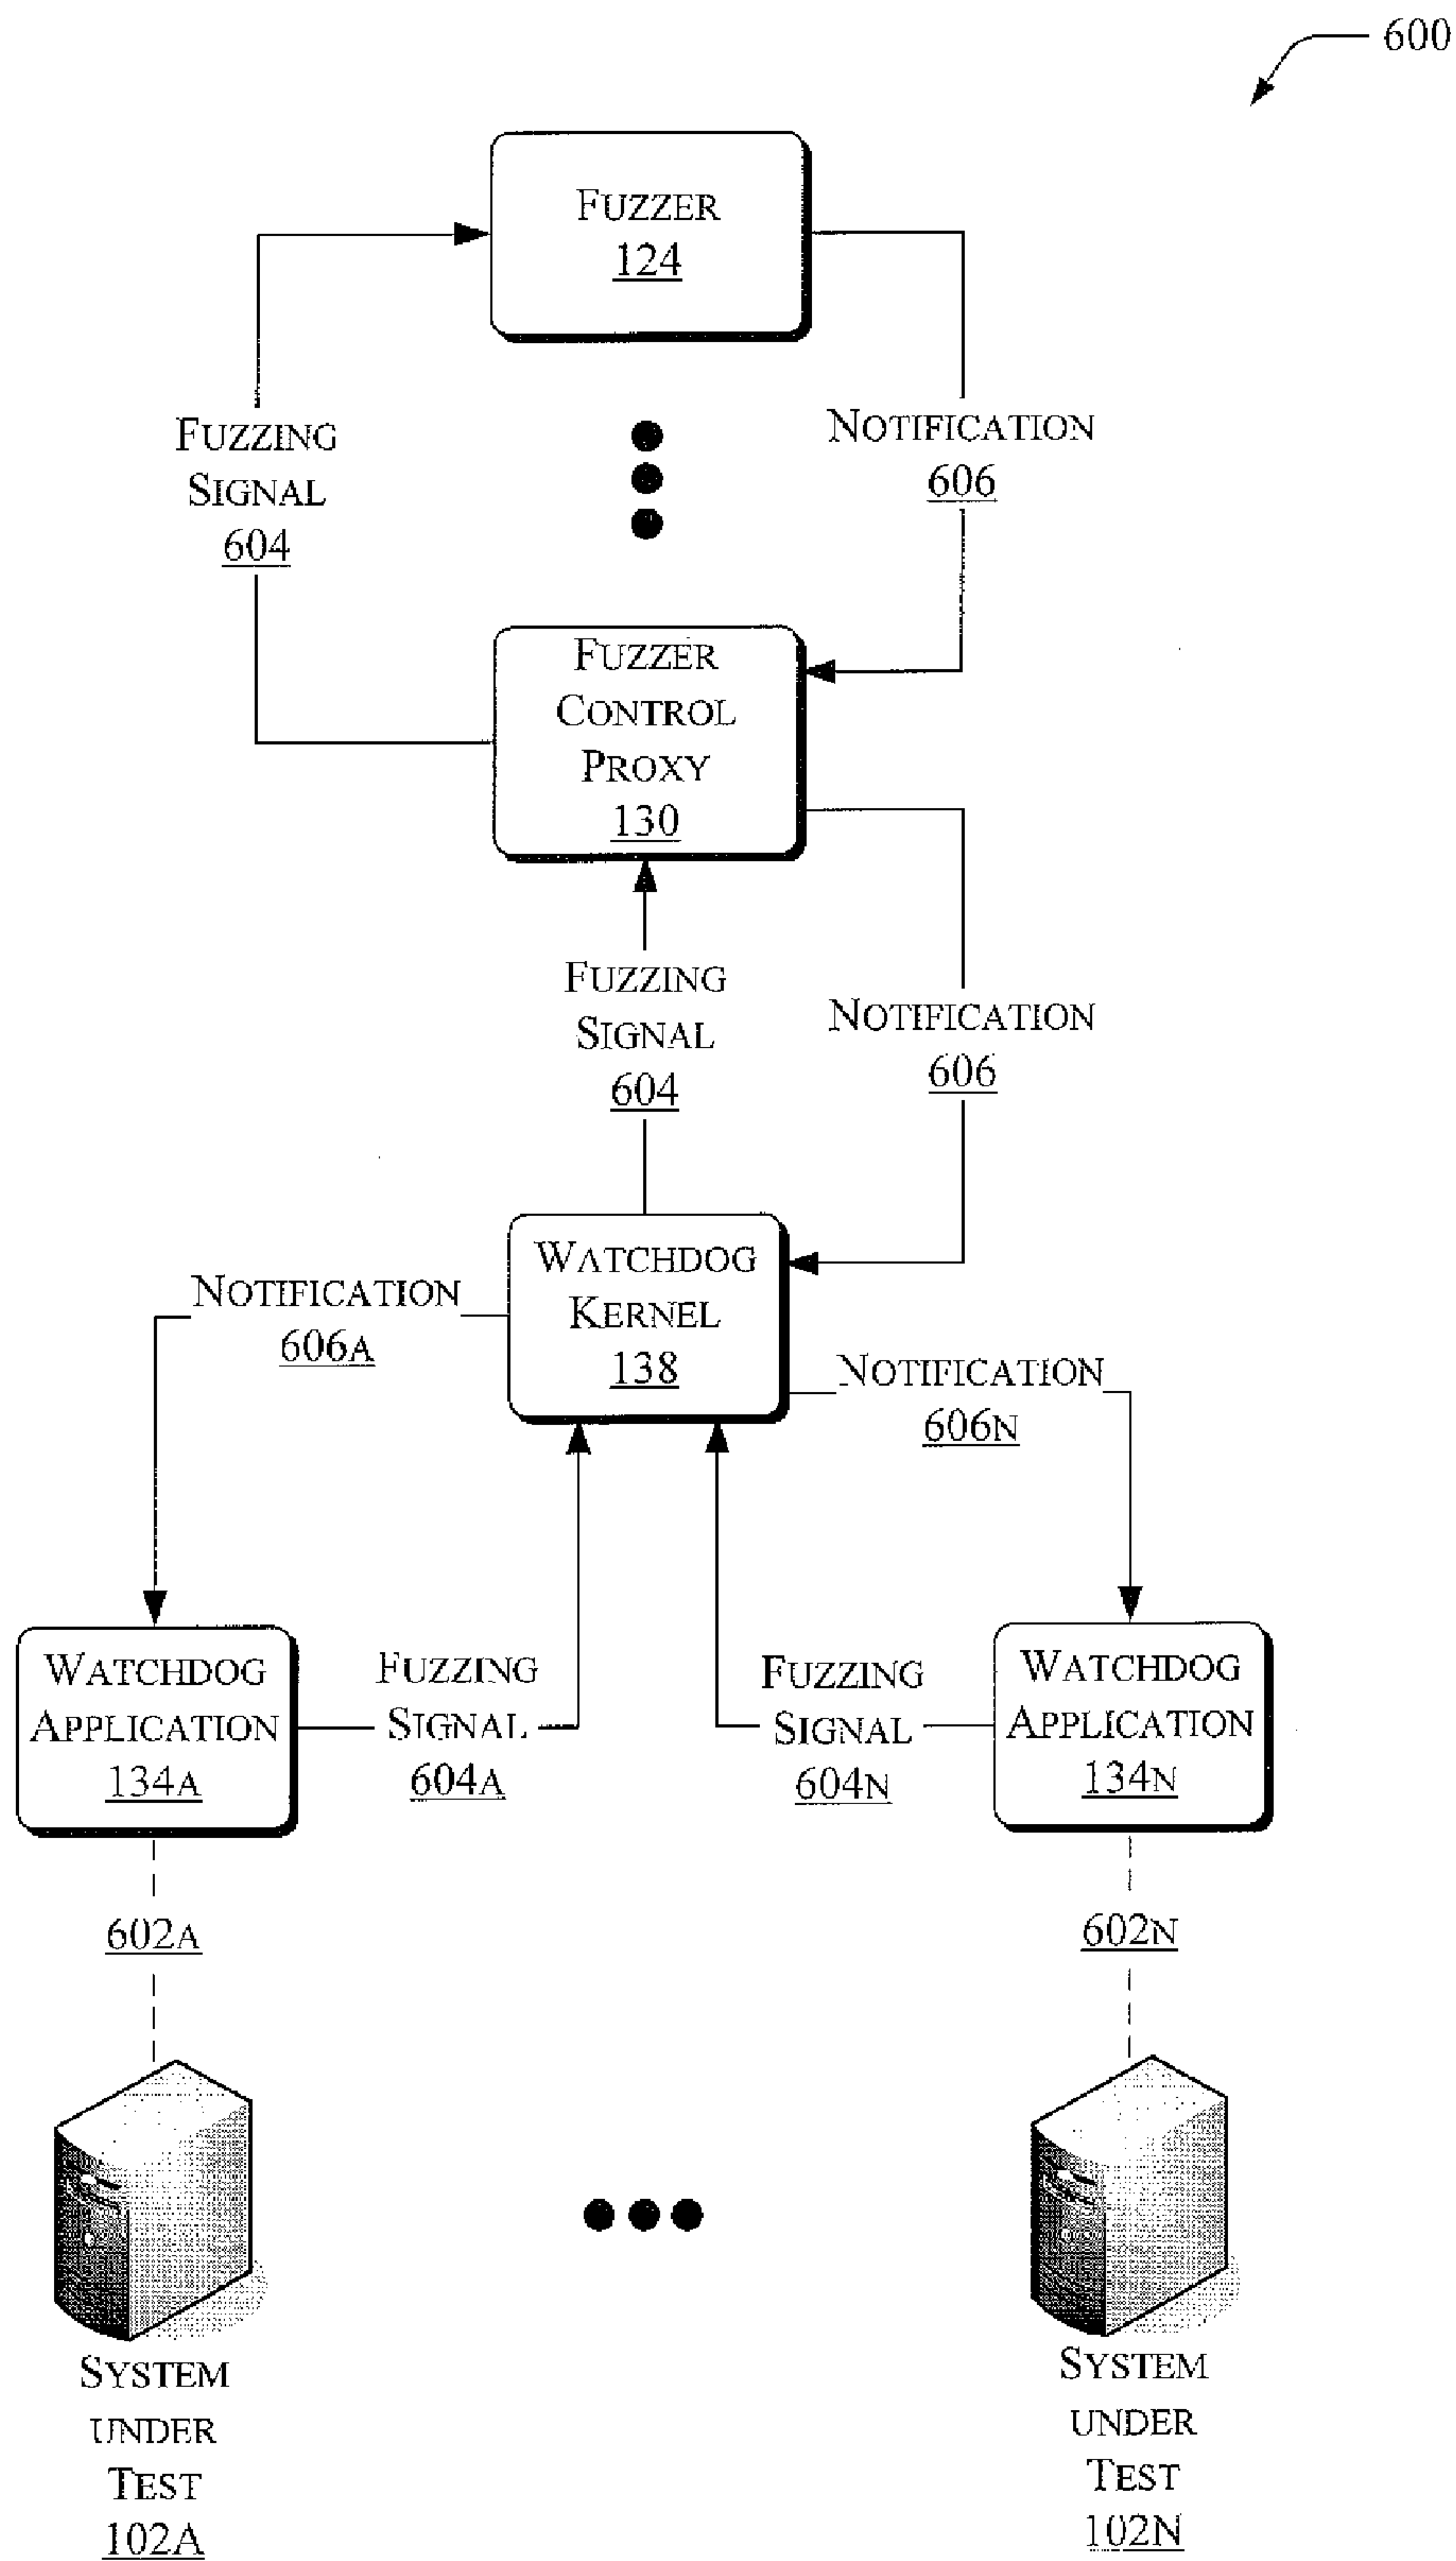 600
FUZZER
124
FUZZING
SIGNAL
604
NOTIFICATION
606
FUZZER
CONTROL
PROXY
130
FUZZING
SIGNAL
604
NOTIFICATION
606
WATCHDOG
KERNEL
138
NOTIFICATION
606A
NOTIFICATION
606N
WATCHDOG
APPLICATION
134A
FUZZING
SIGNAL
604A
FUZZING
SIGNAL
604N
WATCHDOG
APPLICATION
134N
602A
602N
SYSTEM
UNDER
TEST
102A
SYSTEM
UNDER
TEST
102N